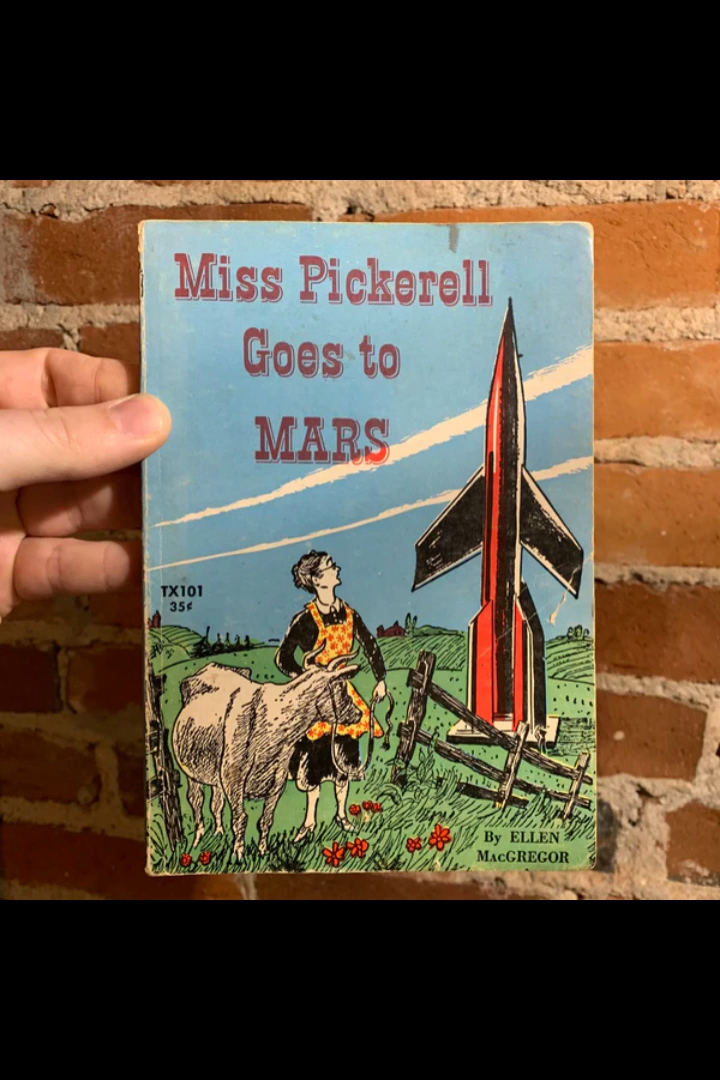 Miss Pickerell
Goes to
MARS
TX101
35¢
By ELLEN
MACGREGOR